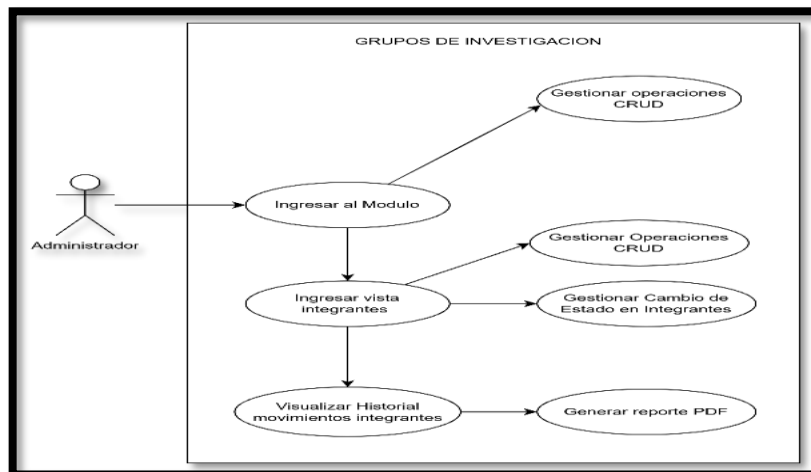 GRUPOS DE INVESTIGACION
Gestionar operaciones
CRUD
Ingresar al Modulo
Administrador
Gestionar Operaciones
CRUD
Ingresar vista
integrantes
Gestionar Cambio de
Estado en Integrantes
Visualizar Historial
movimientos integrantes
Generar reporte PDF